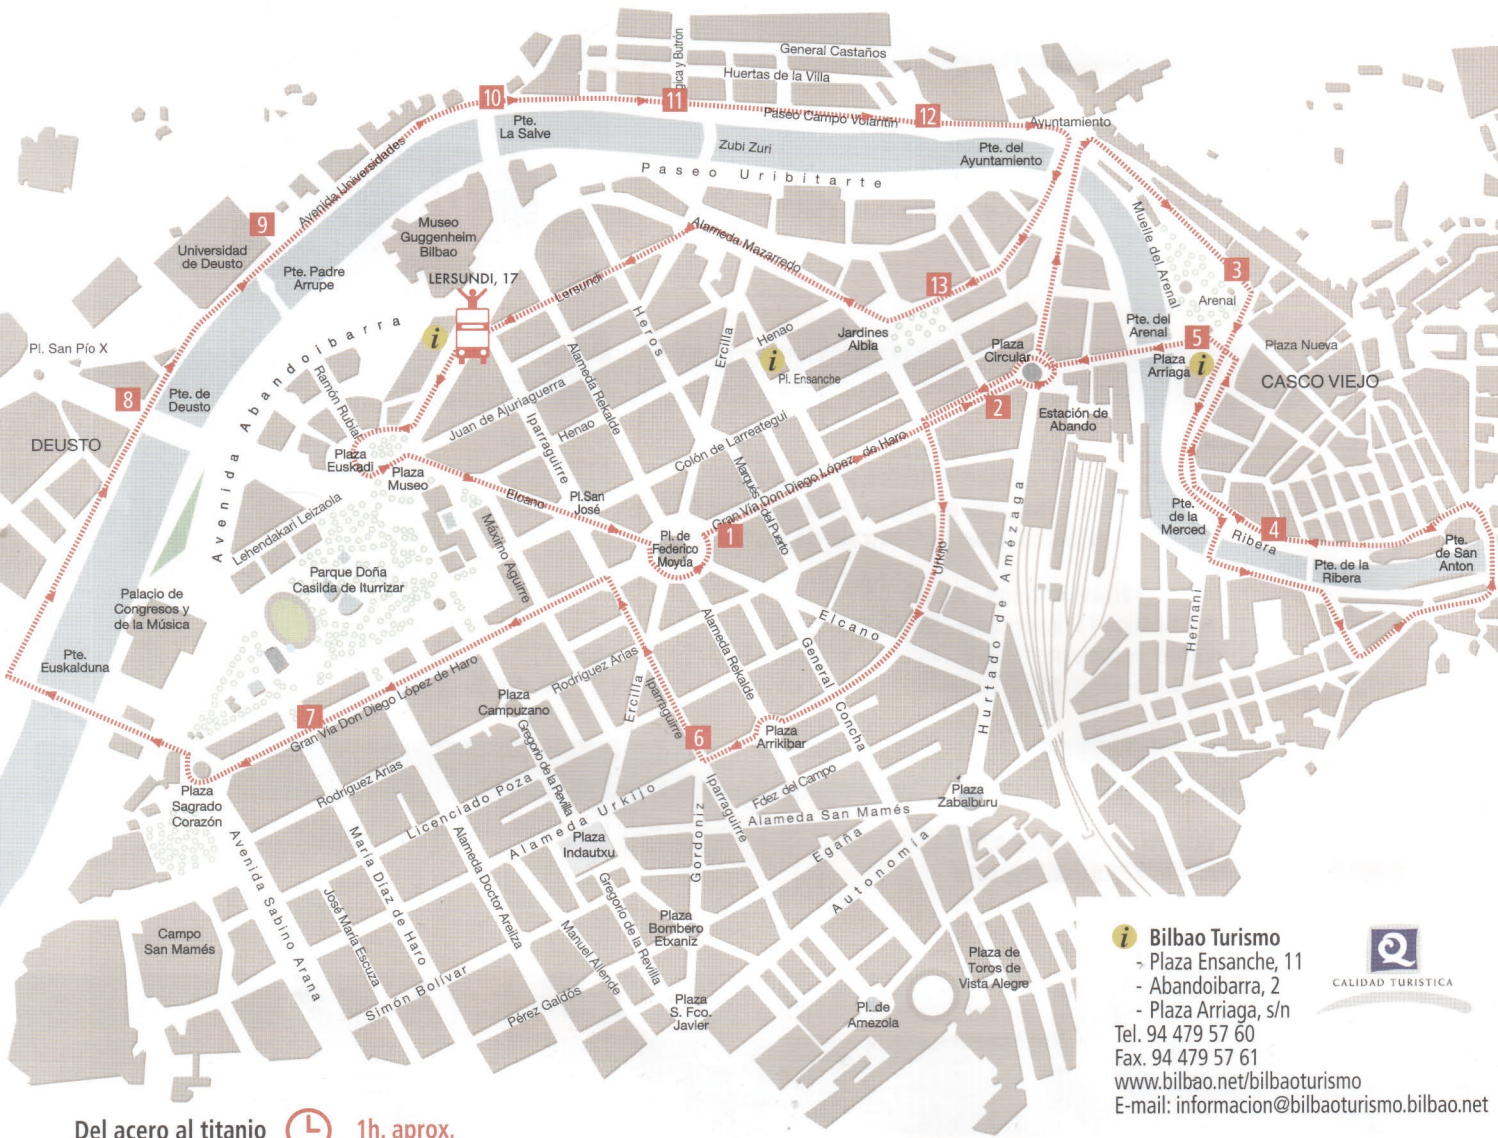 General Castaños
gica y Butrón
Huertas de la Villa
10
11
12
Paseo Campo Volantín
Ayuntamiento
Pte.
La Salve
Zubi Zuri
Pte. del
Ayuntamiento
Paseo Uribitarte
Avenida Universidades
9
Universidad
de Deusto
Museo
Guggenheim
Bilbao
Pte. Padre
Arrupe
LERSUNDI, 17
Lersundi
Alameda Mazarredo
Muelle del Arenal
3
Arenal
13
Heros
Ercilla
Henao
i
Pl. Ensanche
Jardines
Albia
Plaza
Circular
Pte. del
Arenal
5
Plaza
Arriaga
i
Plaza Nueva
CASCO VIEJO
Pl. San Pío X
i
Avenida Abandoibarra
Ramón Rubial
8
Pte. de
Deusto
DEUSTO
Juan de Ajuriaguerra
Alameda Rekalde
Iparraguirre
Henao
Colón de Larreategui
2
Estación de
Abando
Plaza
Euskadi
Plaza
Museo
Elcano
Pl.San
José
Marqués del Puerto
Gran Vía Don Diego López de Haro
1
Pl. de
Federico
Moyúa
Lehendakari Leizaola
Máximo Aguirre
Urkijo
Hurtado de Amézaga
Pte.
de la
Merced
Ribera
4
Pte. de la
Ribera
Pte.
de San
Anton
Hernani
Parque Doña
Casilda de Iturrizar
Palacio de
Congresos y
de la Música
Pte.
Euskalduna
Elcano
Alameda Rekalde
General Concha
Rodríguez Arias
Ercilla
Iparraguirre
6
Plaza
Campuzano
7
Gran Vía Don Diego López de Haro
Plaza
Arrikibar
Plaza
Sagrado
Corazón
Rodríguez Arias
Licenciado Poza
Gregorio de la Revilla
Alameda Urkijo
Fdez del Campo
Iparraguirre
Gordoniz
Alameda San Mamés
Plaza
Zabalburu
Egaña
Autonomía
Plaza
Indautxu
Avenida Sabino Arana
María Díaz de Haro
Alameda Doctor Areilza
José María Escuza
Simón Bolívar
Gregorio de la Revilla
Manuel Allende
Pérez Galdós
Plaza
Bombero
Etxaniz
Campo
San Mamés
Plaza
S. Fco.
Javier
Pl. de
Amezola
Plaza de
Toros de
Vista Alegre
i Bilbao Turismo
- Plaza Ensanche, 11
- Abandoibarra, 2
- Plaza Arriaga, s/n
Tel. 94 479 57 60
Fax. 94 479 57 61
www.bilbao.net/bilbaoturismo
E-mail: informacion@bilbaoturismo.bilbao.net
Q
CALIDAD TURISTICA
Del acero al titanio 1h. aprox.